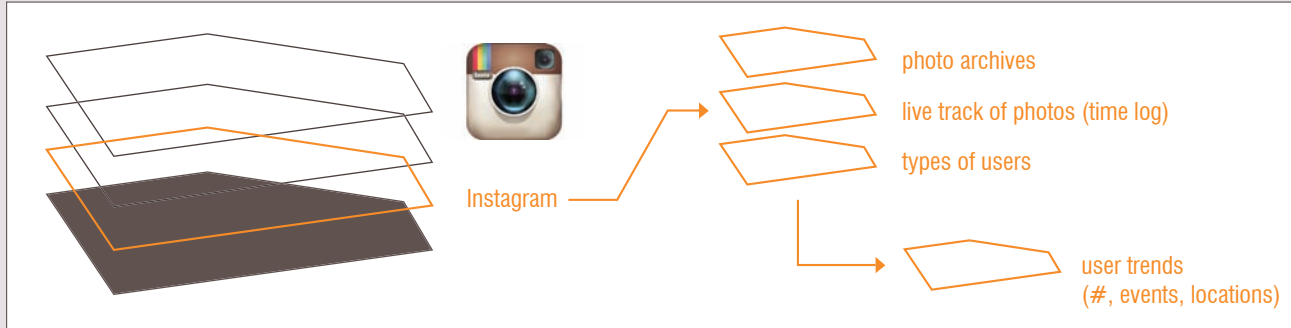 photo archives
live track of photos (time log)
types of users
Instagram
user trends
(#, events, locations)